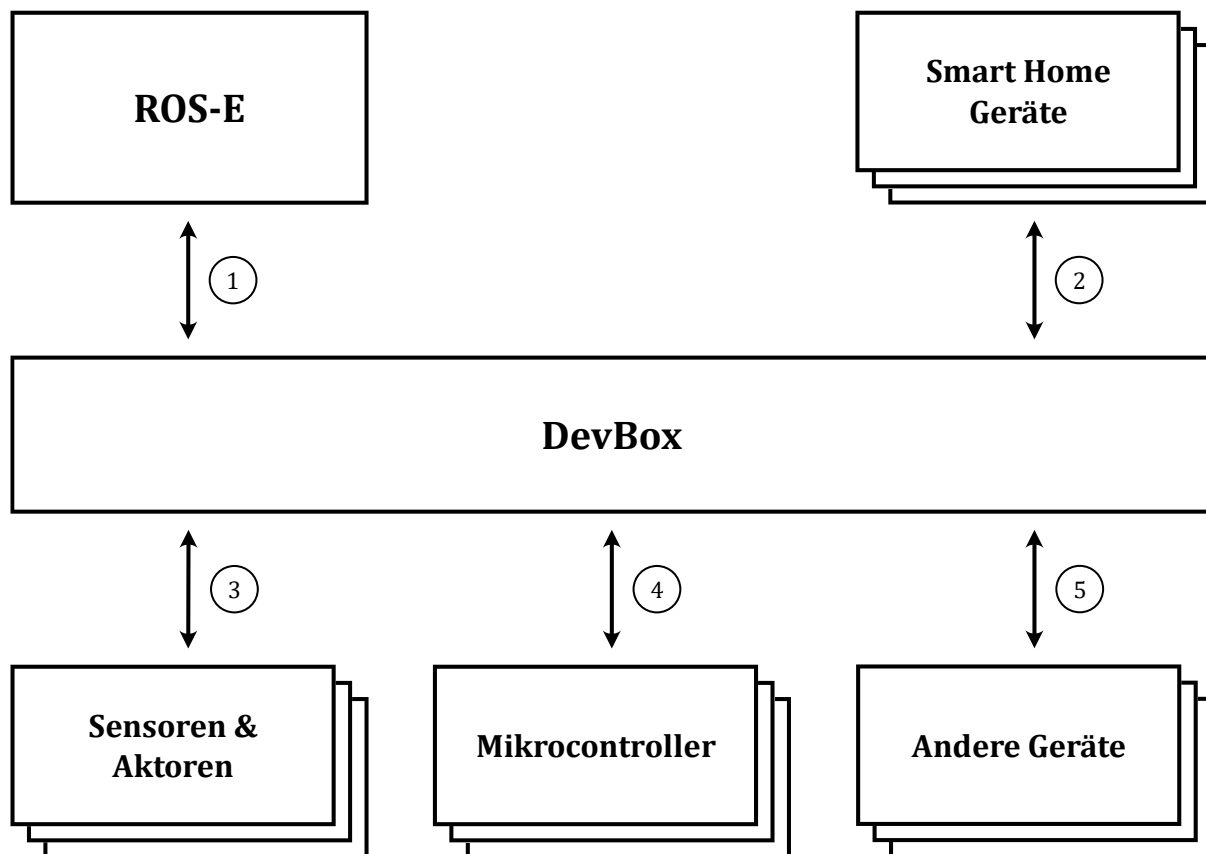 ROS-E
Smart Home
Geräte
1
2
DevBox
3
4
5
Sensoren &
Aktoren
Mikrocontroller
Andere Geräte